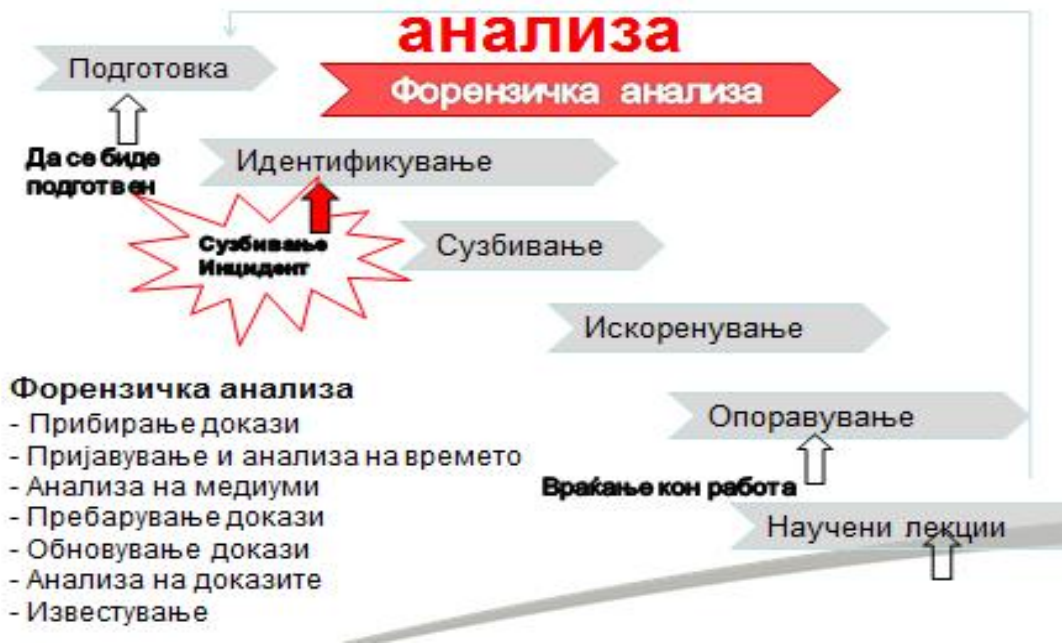 анализа
Подготовка
Форензичка анализа
Да се биде
подготвен
Идентификување
Сузбивање
Инцидент
Сузбивање
Искоренување
Форензичка анализа
- Прибирање докази
- Пријавување и анализа на времето
- Анализа на медиуми
- Пребарување докази
- Обновување докази
- Анализа на доказите
- Известување
Опоравување
Враќање кон работа
Научени лекции